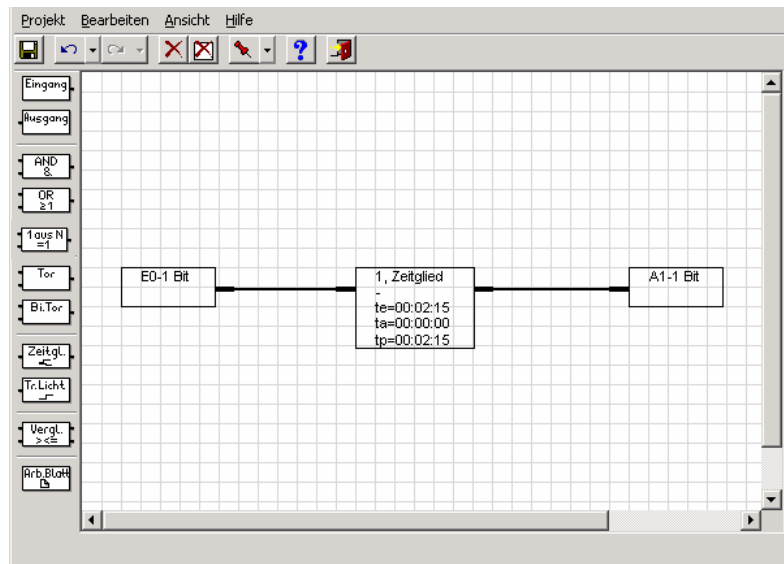 Projekt Bearbeiten Ansicht Hilfe
?
Eingang
Ausgang
AND
&
OR
≥1
1 aus N
=1
Tor
Bi.Tor
Zeitgl.
Tr.Licht
Vergl.
><=
Arb.Blatt
E0-1 Bit
1, Zeitglied
-
te=00:02:15
ta=00:00:00
tp=00:02:15
A1-1 Bit